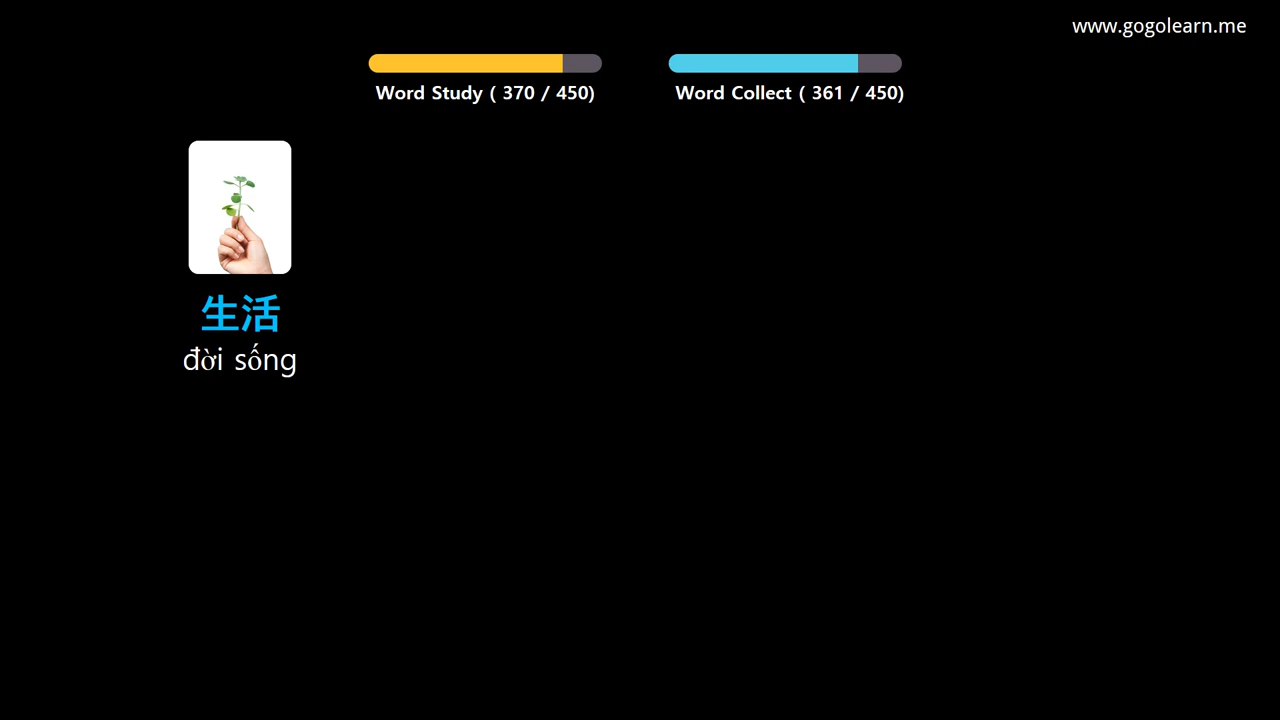 www.gogolearn.me
Word Study ( 370 / 450)
Word Collect ( 361 / 450)
生活
đời sống